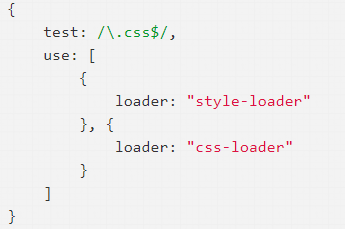 {
    test: /\.css$/,
    use: [
        {
            loader: "style-loader"
        }, {
            loader: "css-loader"
        }
    ]
}